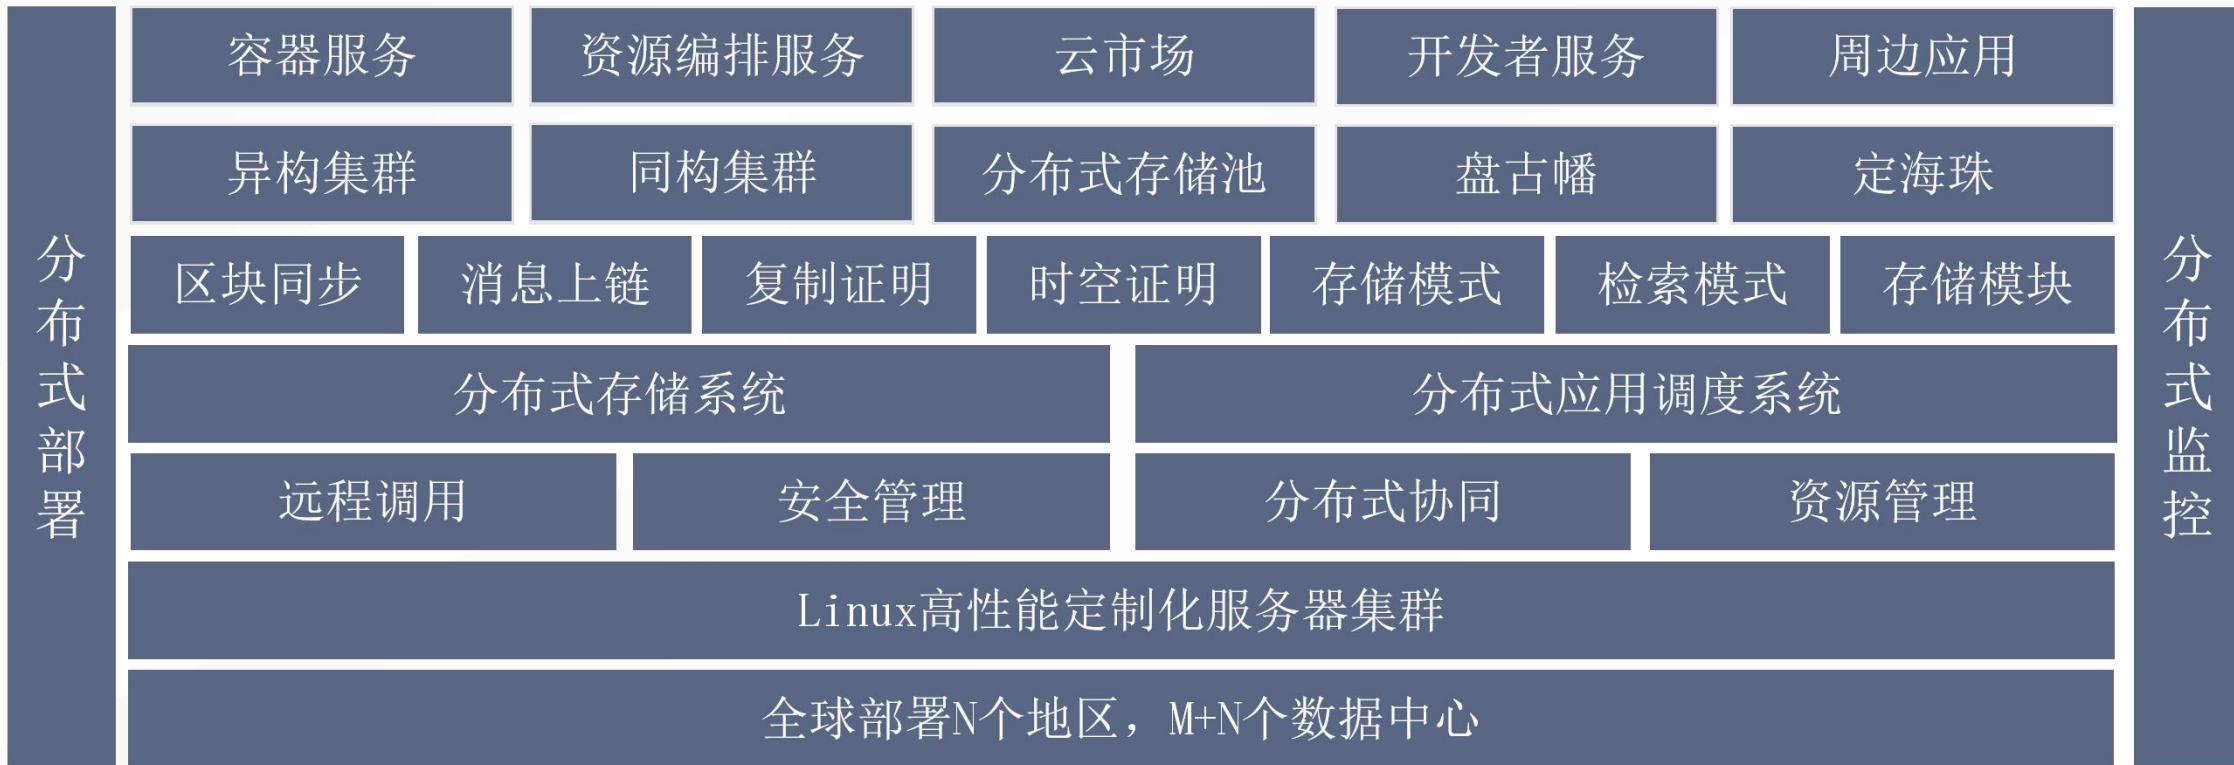 分布式部署
容器服务
资源编排服务
云市场
开发者服务
周边应用
异构集群
同构集群
分布式存储池
盘古幡
定海珠
区块同步
消息上链
复制证明
时空证明
存储模式
检索模式
存储模块
分布式存储系统
分布式应用调度系统
远程调用
安全管理
分布式协同
资源管理
Linux高性能定制化服务器集群
全球部署N个地区，M+N个数据中心
分布式监控